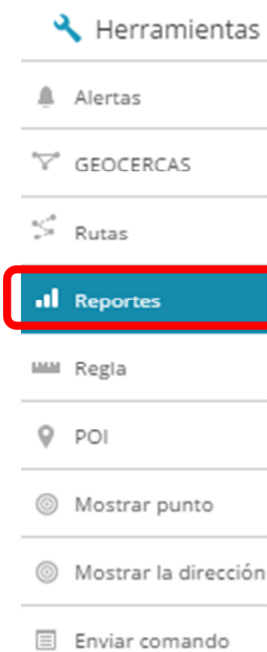 Herramientas
Alertas
GEOCERCAS
Rutas
Reportes
Regla
POI
Mostrar punto
Mostrar la dirección
Enviar comando